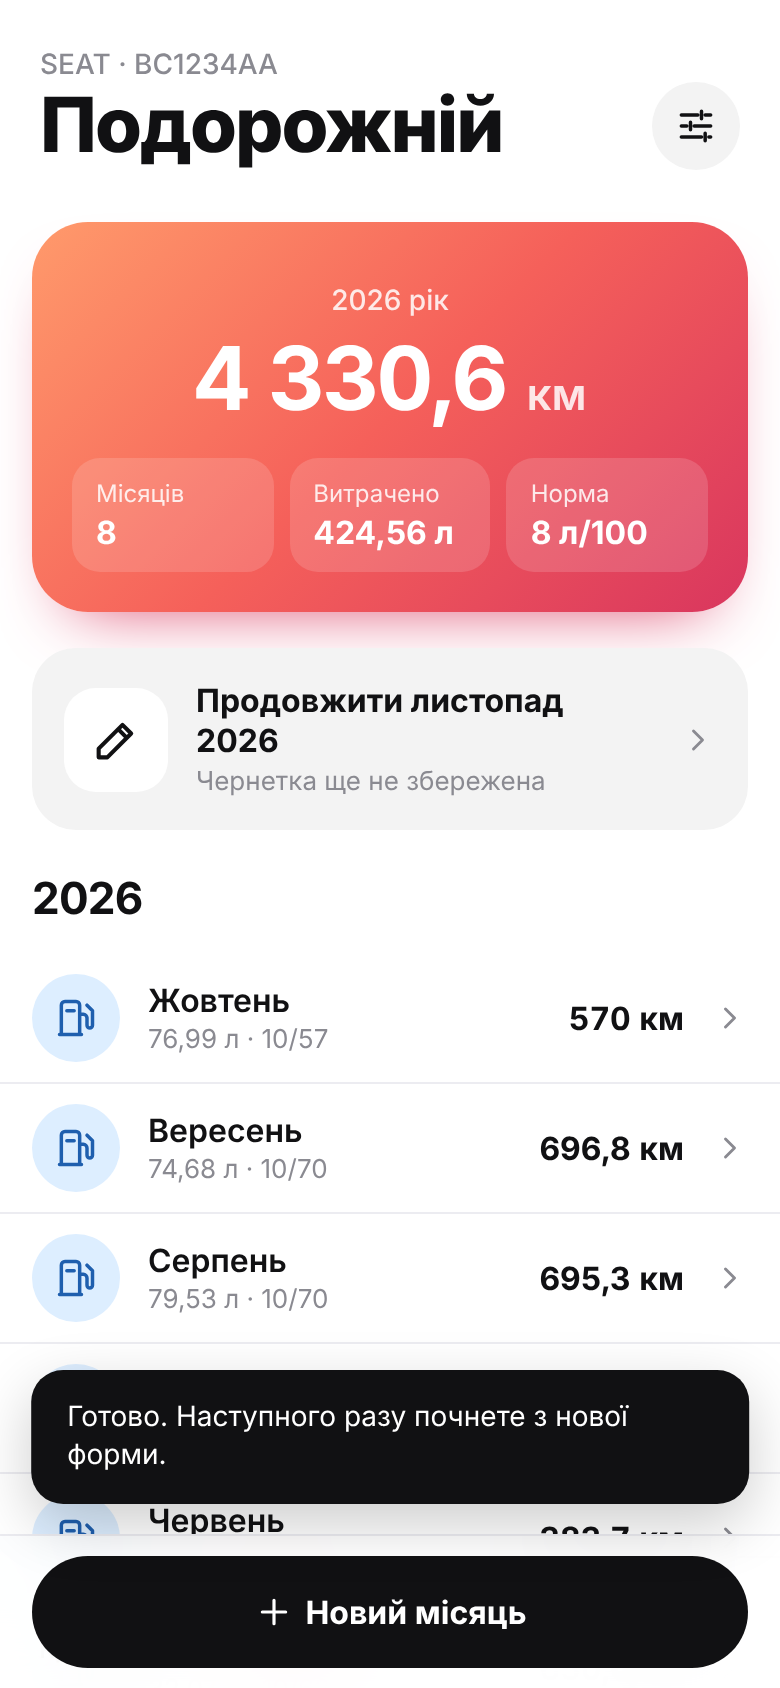 SEAT · BC1234AA
Подорожній
2026 рік
4 330,6 км
Місяців
8
Витрачено
424,56 л
Норма
8 л/100
Продовжити листопад
2026
Чернетка ще не збережена
2026
Жовтень
76,99 л · 10/57
570 км
Вересень
74,68 л · 10/70
696,8 км
Серпень
79,53 л · 10/70
695,3 км
Готово. Наступного разу почнете з нової
форми.
Червень
+ Новий місяць